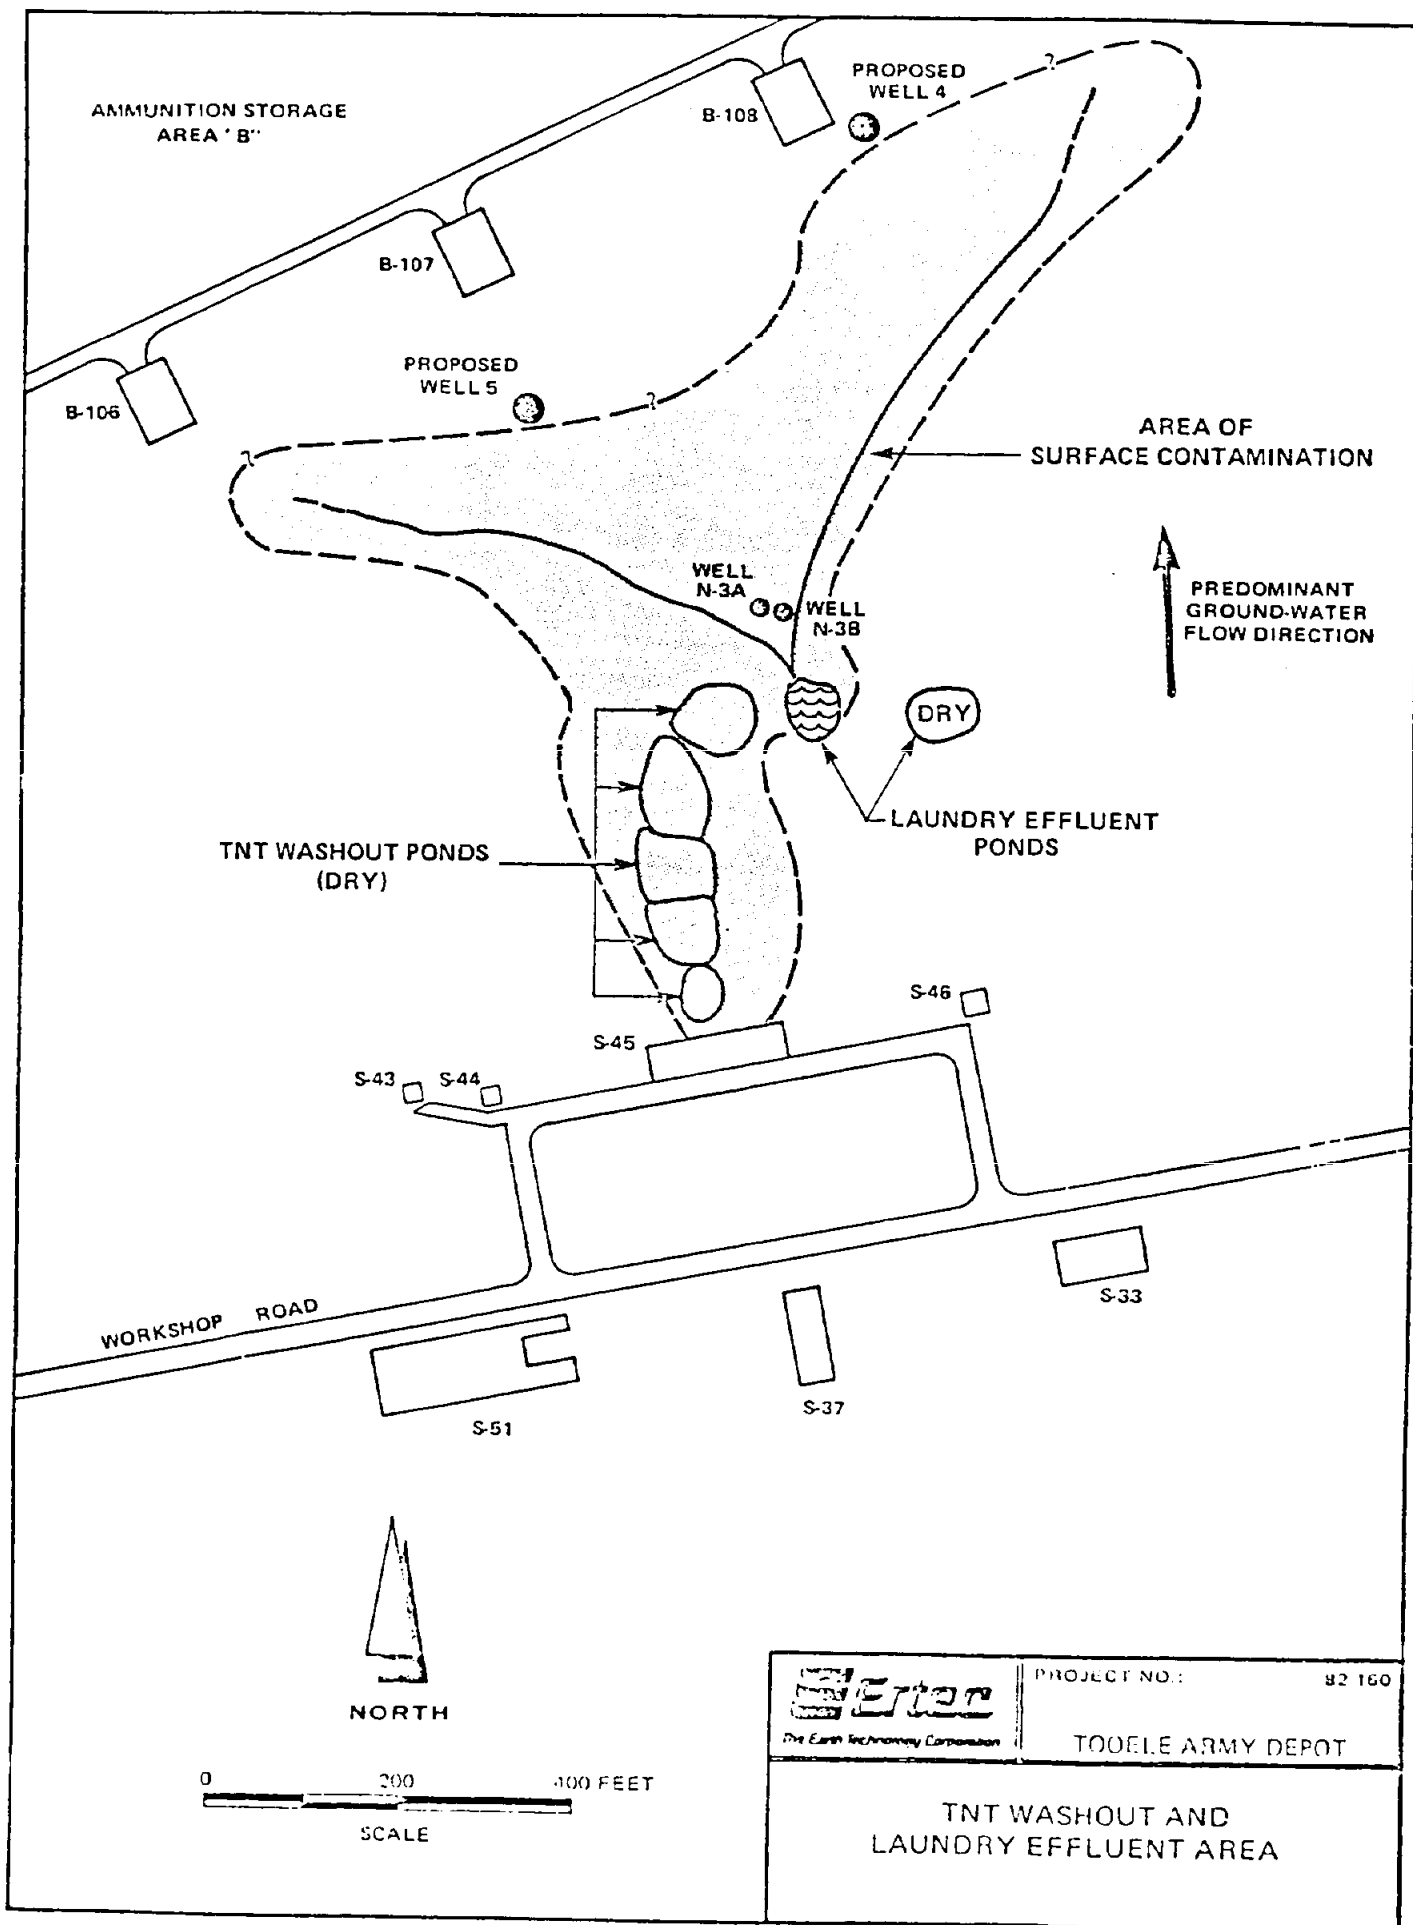 AMMUNITION STORAGE
AREA "B"
B-108
PROPOSED
WELL 4
?
B-107
B-106
PROPOSED
WELL 5
?
?
AREA OF
SURFACE CONTAMINATION
WELL
N-3A
WELL
N-3B
PREDOMINANT
GROUND-WATER
FLOW DIRECTION
DRY
LAUNDRY EFFLUENT
PONDS
TNT WASHOUT PONDS
(DRY)
S-46
S-45
S-43
S-44
S-33
WORKSHOP ROAD
S-37
S-51
NORTH
0 200 400 FEET
SCALE
Ertec
The Earth Technology Corporation
PROJECT NO.: 82 160
TOOELE ARMY DEPOT
TNT WASHOUT AND
LAUNDRY EFFLUENT AREA